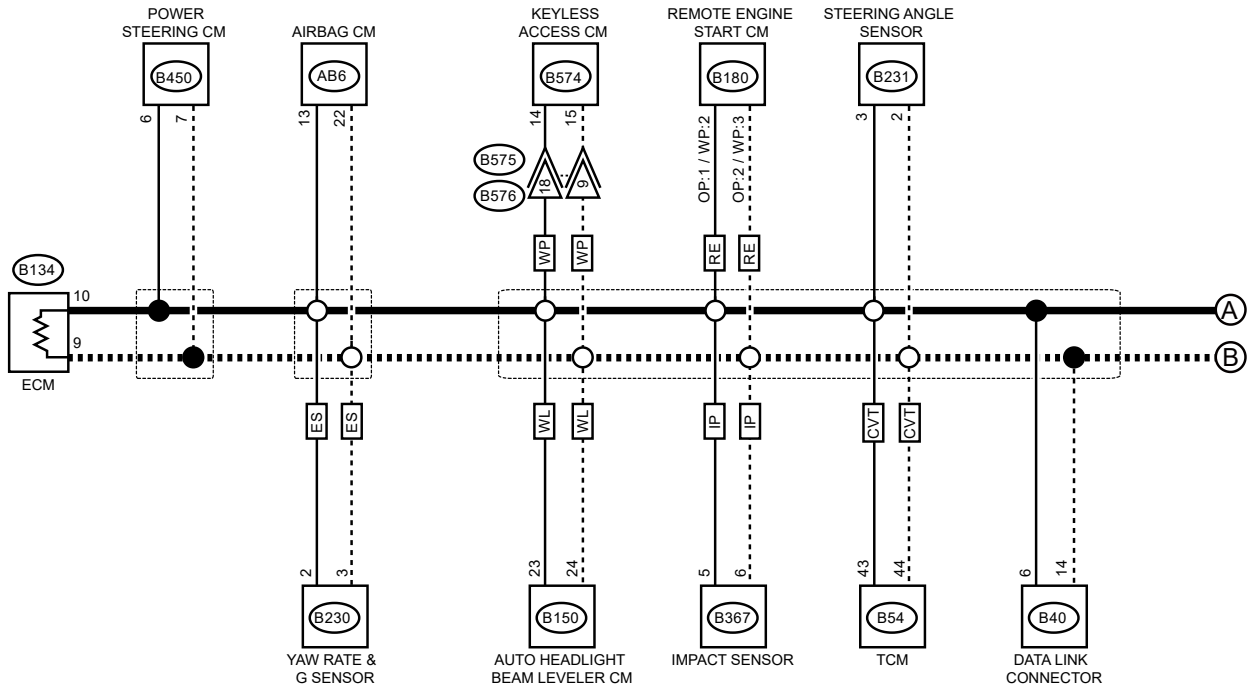 POWER
STEERING CM
AIRBAG CM
KEYLESS
ACCESS CM
REMOTE ENGINE
START CM
STEERING ANGLE
SENSOR
B450
AB6
B574
B180
B231
6
7
13
22
14
15
OP:1 / WP:2
OP:2 / WP:3
3
2
B575
B576
18
9
WP
WP
RE
RE
B134
10
9
ECM
A
B
ES
ES
WL
WL
IP
IP
CVT
CVT
2
3
23
24
5
6
43
44
6
14
B230
B150
B367
B54
B40
YAW RATE &
G SENSOR
AUTO HEADLIGHT
BEAM LEVELER CM
IMPACT SENSOR
TCM
DATA LINK
CONNECTOR